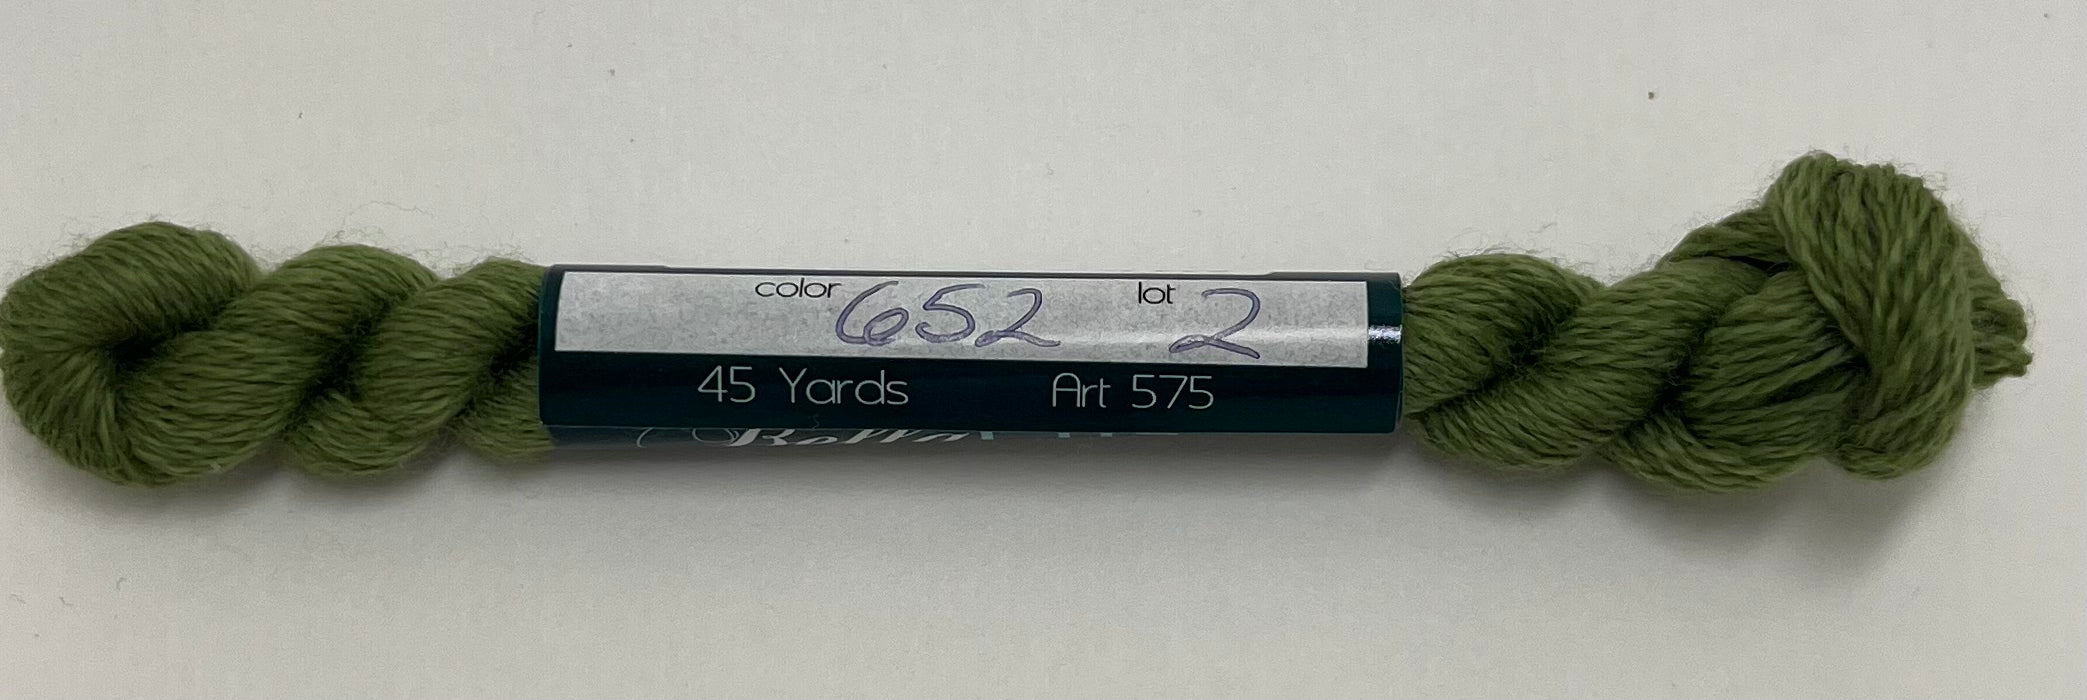 color 652 lot 2
45 Yards Art 575